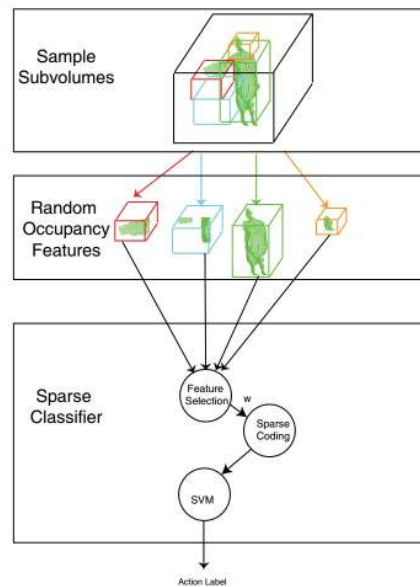 Sample
Subvolumes
Random
Occupancy
Features
Sparse
Classifier
Feature
Selection
w
Sparse
Coding
SVM
Action Label